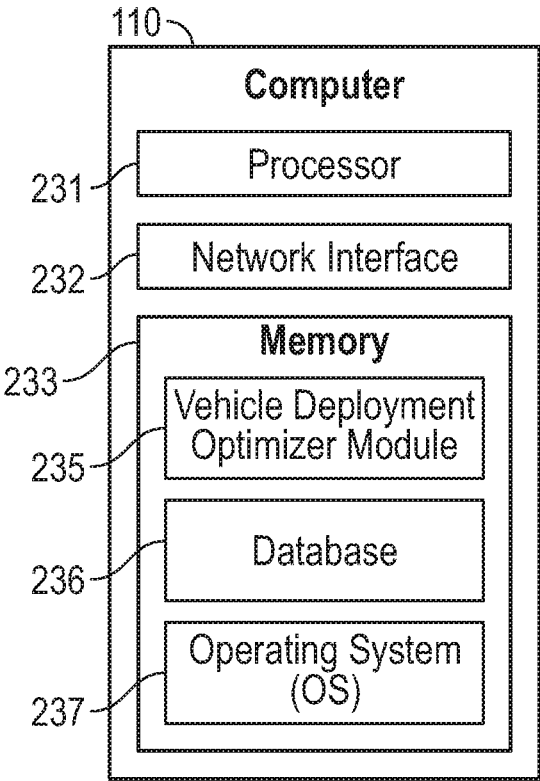 110
Computer
231
Processor
232
Network Interface
233
Memory
235
Vehicle Deployment
Optimizer Module
236
Database
237
Operating System
(OS)